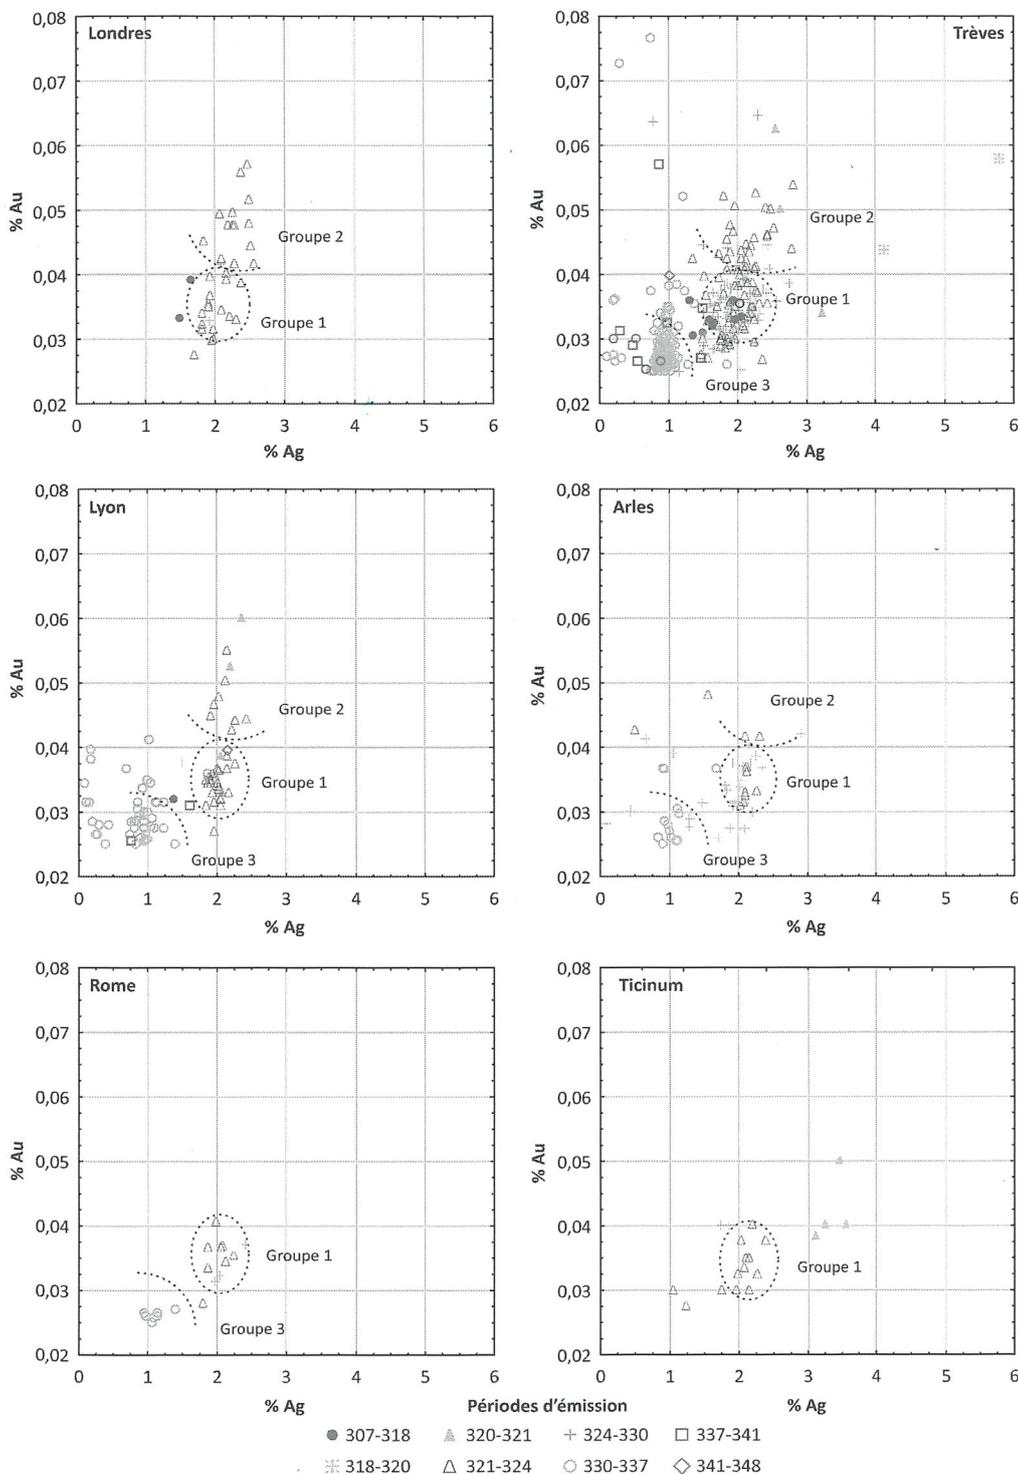 Londres
% Au
0,08
0,07
0,06
0,05
0,04
0,03
0,02
Groupe 2
Groupe 1
0 1 2 3 4 5 6
% Ag
Trèves
% Au
0,08
0,07
0,06
0,05
0,04
0,03
0,02
Groupe 2
Groupe 1
Groupe 3
0 1 2 3 4 5 6
% Ag
Lyon
% Au
0,08
0,07
0,06
0,05
0,04
0,03
0,02
Groupe 2
Groupe 1
Groupe 3
0 1 2 3 4 5 6
% Ag
Arles
% Au
0,08
0,07
0,06
0,05
0,04
0,03
0,02
Groupe 2
Groupe 1
Groupe 3
0 1 2 3 4 5 6
% Ag
Rome
% Au
0,08
0,07
0,06
0,05
0,04
0,03
0,02
Groupe 1
Groupe 3
0 1 2 3 4 5 6
% Ag
Ticinum
% Au
0,08
0,07
0,06
0,05
0,04
0,03
0,02
Groupe 1
0 1 2 3 4 5 6
% Ag
Périodes d'émission
307-318 320-321 324-330 337-341
318-320 321-324 330-337 341-348